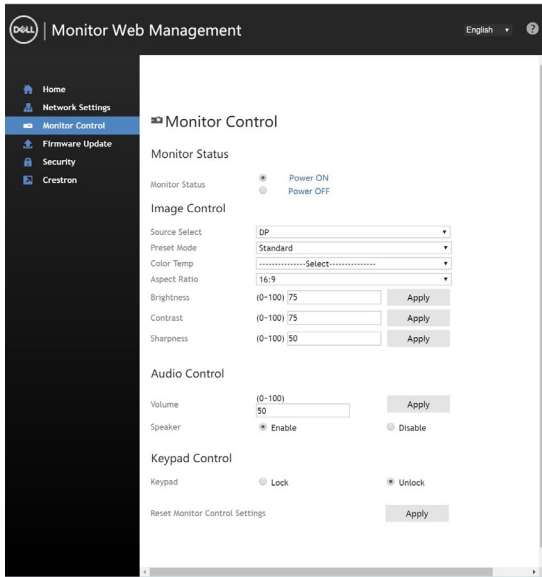 DELL
Monitor Web Management
English
?
Home
Network Settings
Monitor Control
Firmware Update
Security
Crestron
Monitor Control
Monitor Status
Monitor Status
Power ON
Power OFF
Image Control
Source Select DP
Preset Mode Standard
Color Temp ---------------Select---------------
Aspect Ratio 16:9
Brightness (0~100) 75 Apply
Contrast (0~100) 75 Apply
Sharpness (0~100) 50 Apply
Audio Control
(0~100)
Volume 50 Apply
Speaker Enable Disable
Keypad Control
Keypad Lock Unlock
Reset Monitor Control Settings Apply